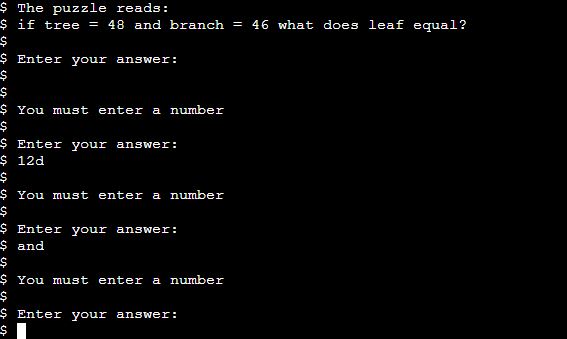 $ The puzzle reads:
$ if tree = 48 and branch = 46 what does leaf equal?
$
$ Enter your answer:
$
$
$ You must enter a number
$
$ Enter your answer:
$ 12d
$
$ You must enter a number
$
$ Enter your answer:
$ and
$
$ You must enter a number
$
$ Enter your answer:
$